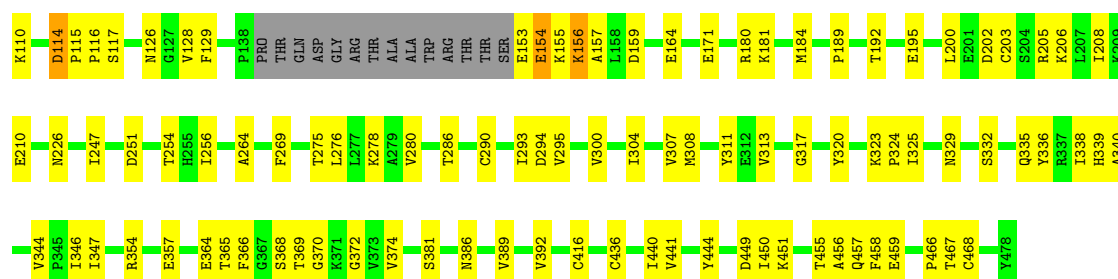 K110 D114 P115 P116 S117 N126 G127 V128 F129 P138 PRO THR GLN ASP GLY ARG THR ALA ALA TRP ARG THR THR SER E153 E154 K155 K156 A157 L158 D159 E164 E171 R180 K181 M184 P189 T192 E195 L200 E201 D202 C203 S204 R205 K206 L207 I208
E210 N226 I247 D251 T254 H255 I256 A264 F269 T275 L276 L277 K278 A279 V280 T286 C290 I293 D294 V295 V300 I304 V307 M308 Y311 E312 V313 G317 Y320 K323 P324 I325 N329 S332 Q335 Y336 R337 I338 H339
V344 P345 I346 I347 R354 E357 E364 T365 F366 G367 S368 T369 G370 K371 G372 V373 V374 S381 N386 V389 V392 C416 C436 I440 V441 Y444 D449 I450 K451 T455 A456 Q457 F458 E459 P466 T467 C468 Y478